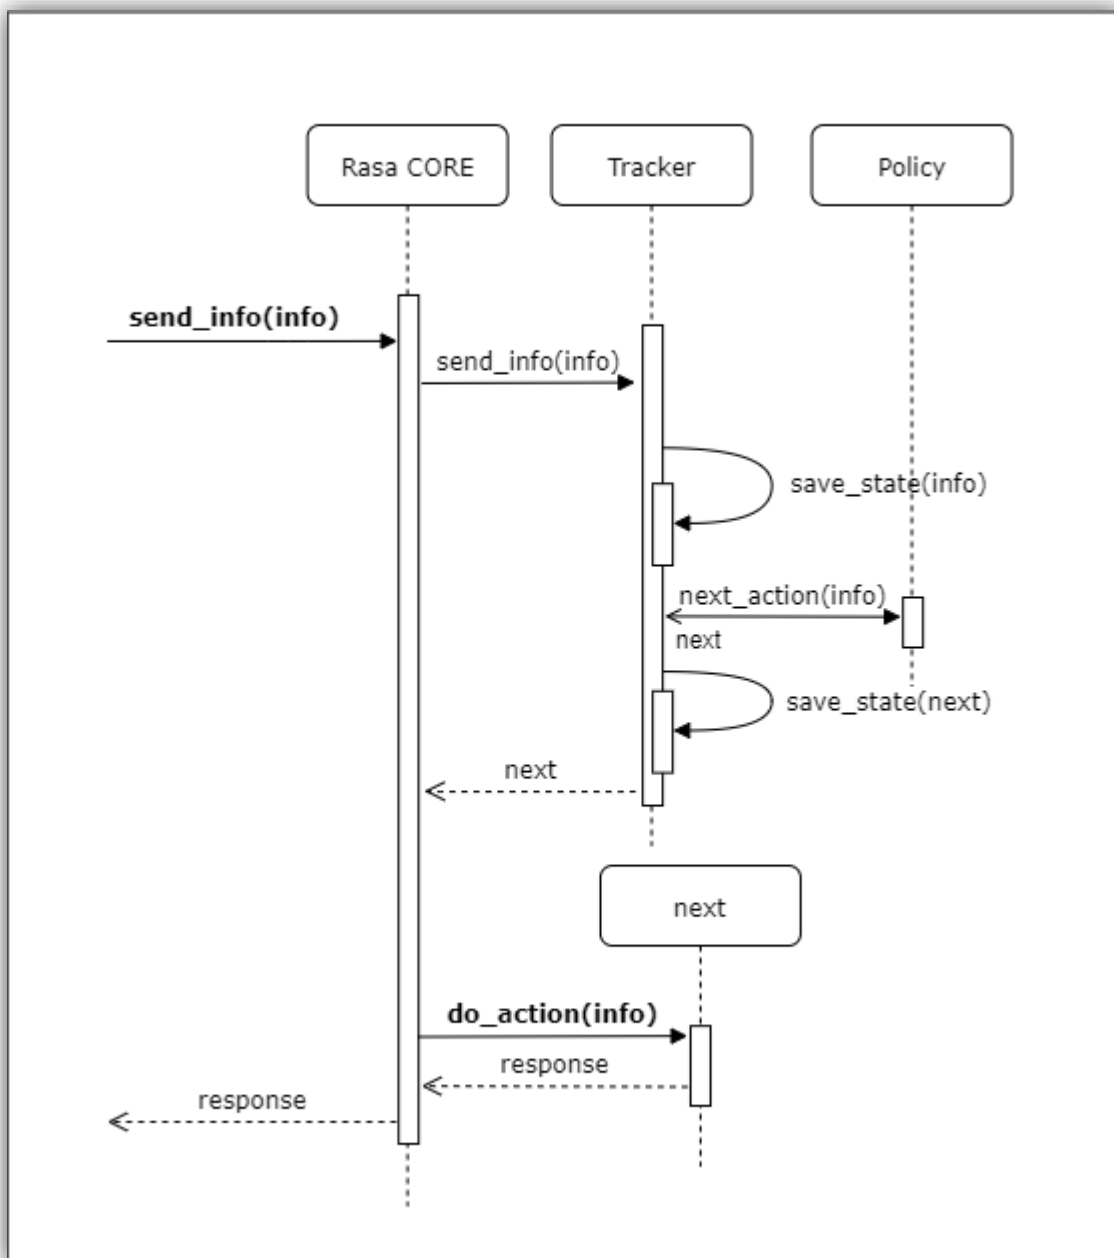 Rasa CORE
Tracker
Policy
send_info(info)
send_info(info)
save_state(info)
next_action(info)
next
save_state(next)
next
next
do_action(info)
response
response